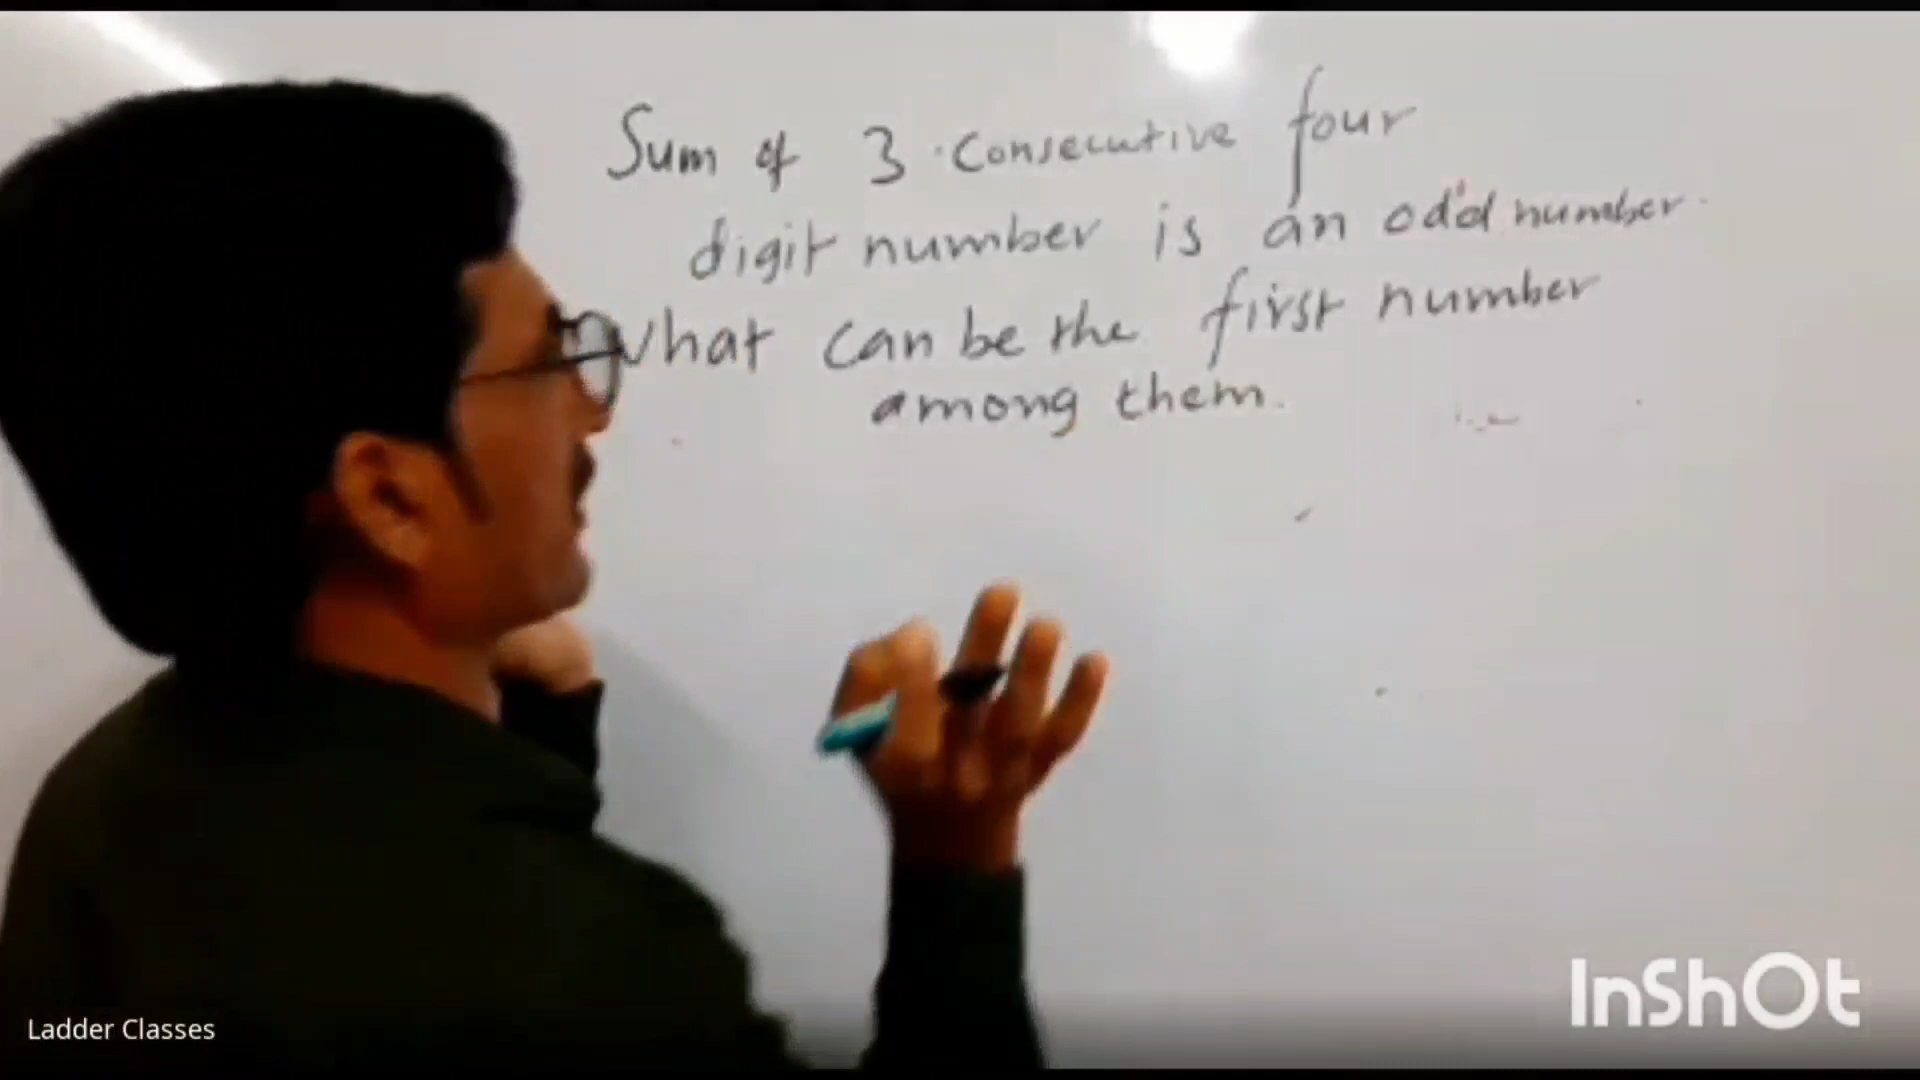 Sum of 3 consecutive four
digit number is an odd number.
What can be the first number
among them.
Ladder Classes
InShOt